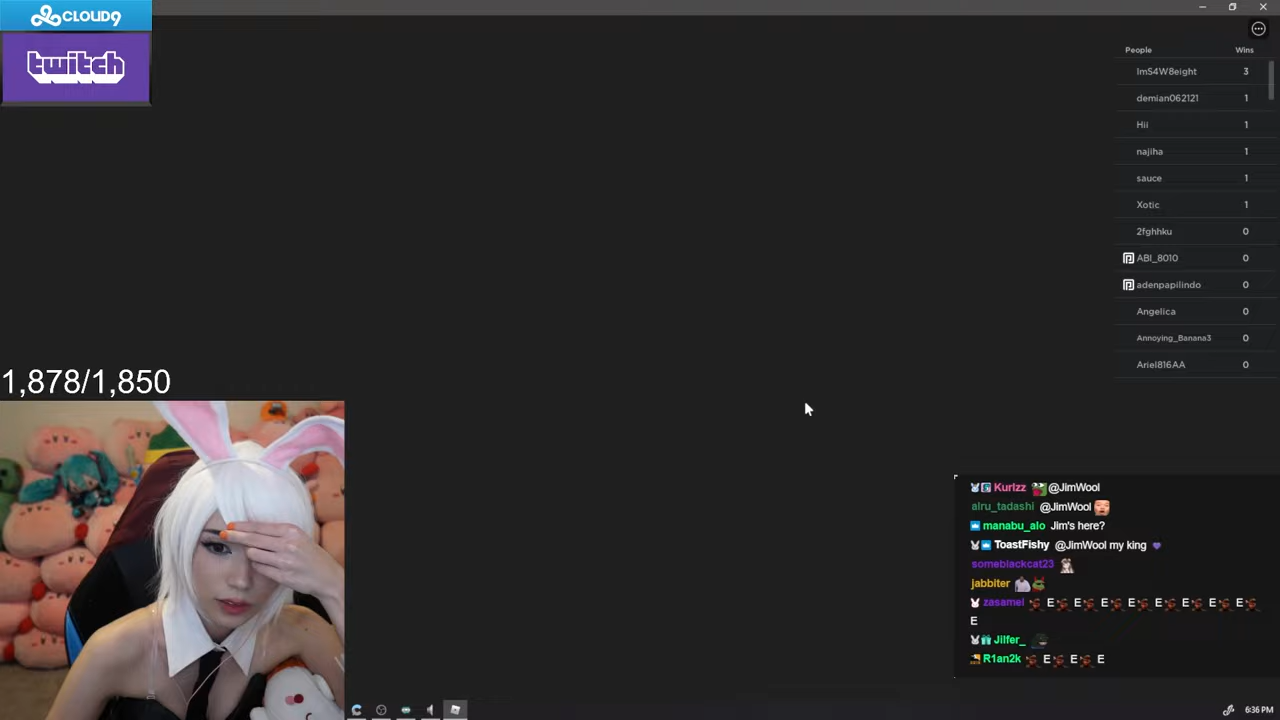 CLOUD9
twitch
People Wins
ImS4W8eight 3
demian062121 1
Hii 1
najiha 1
sauce 1
Xotic 1
2fghhku 0
ABI_8010 0
adenpapilindo 0
Angelica 0
Annoying_Banana3 0
Ariel816AA 0
1,878/1,850
Kurizz @JimWool
alru_tadashi @JimWool
manabu_alo Jim's here?
ToastFishy @JimWool my king
someblackcat23
jabbiter
zasamel E E E E E E E E
E
Jilfer_
R1an2k E E E
6:36 PM